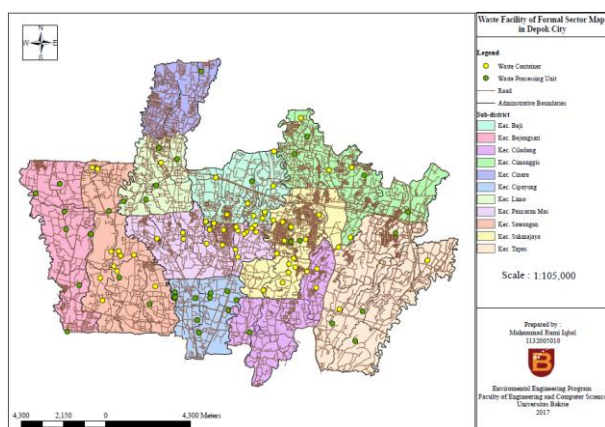 Waste Facility of Formal Sector Map
in Depok City
N
W E
S
Legend
Waste Container
Waste Processing Unit
Road
Administrative Boundaries
Sub-district
Kec. Beji
Kec. Bojongsari
Kec. Cilodong
Kec. Cimanggis
Kec. Cinere
Kec. Cipayung
Kec. Limo
Kec. Pancoran Mas
Kec. Sawangan
Kec. Sukmajaya
Kec. Tapos
Scale : 1:105,000
Prepared by :
Muhammad Rama Iqbal
1132005010
Enviromental Engineering Program
Faculty of Engineering and Computer Science
Universitas Bakrie
2017
4,300 2,150 0 4,300 Meters